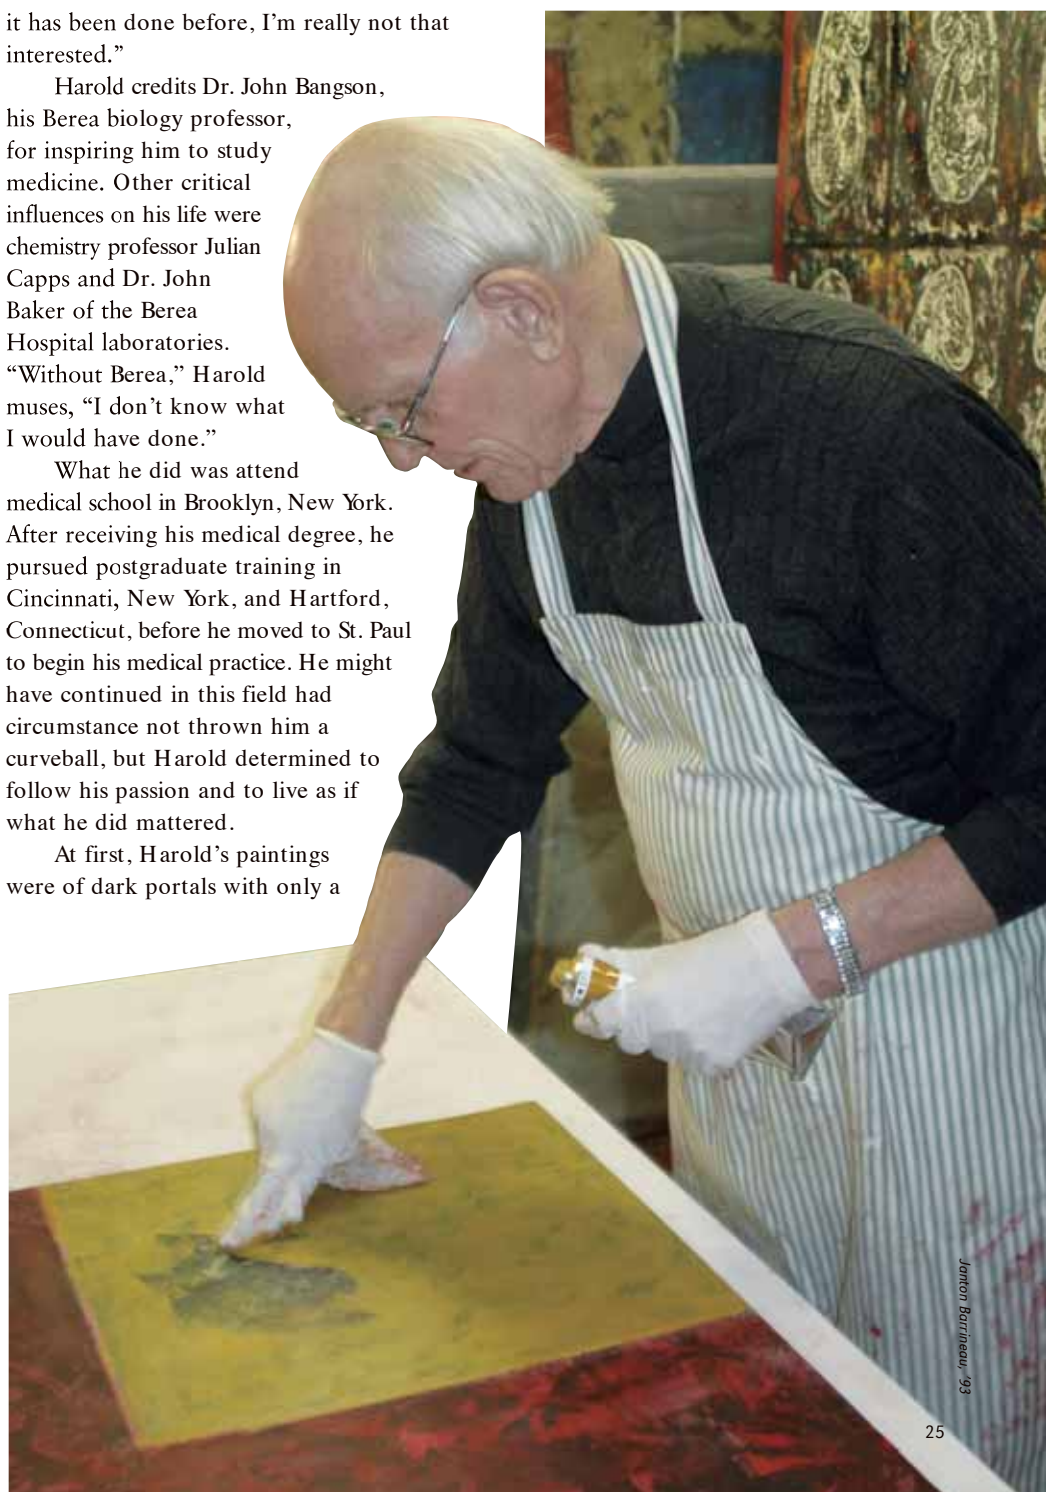 it has been done before, I’m really not that
interested.”
Harold credits Dr. John Bangson,
his Berea biology professor,
for inspiring him to study
medicine. Other critical
influences on his life were
chemistry professor Julian
Capps and Dr. John
Baker of the Berea
Hospital laboratories.
“Without Berea,” Harold
muses, “I don’t know what
I would have done.”
What he did was attend
medical school in Brooklyn, New York.
After receiving his medical degree, he
pursued postgraduate training in
Cincinnati, New York, and Hartford,
Connecticut, before he moved to St. Paul
to begin his medical practice. He might
have continued in this field had
circumstance not thrown him a
curveball, but Harold determined to
follow his passion and to live as if
what he did mattered.
At first, Harold’s paintings
were of dark portals with only a
Janton Barrineau, ’93
25